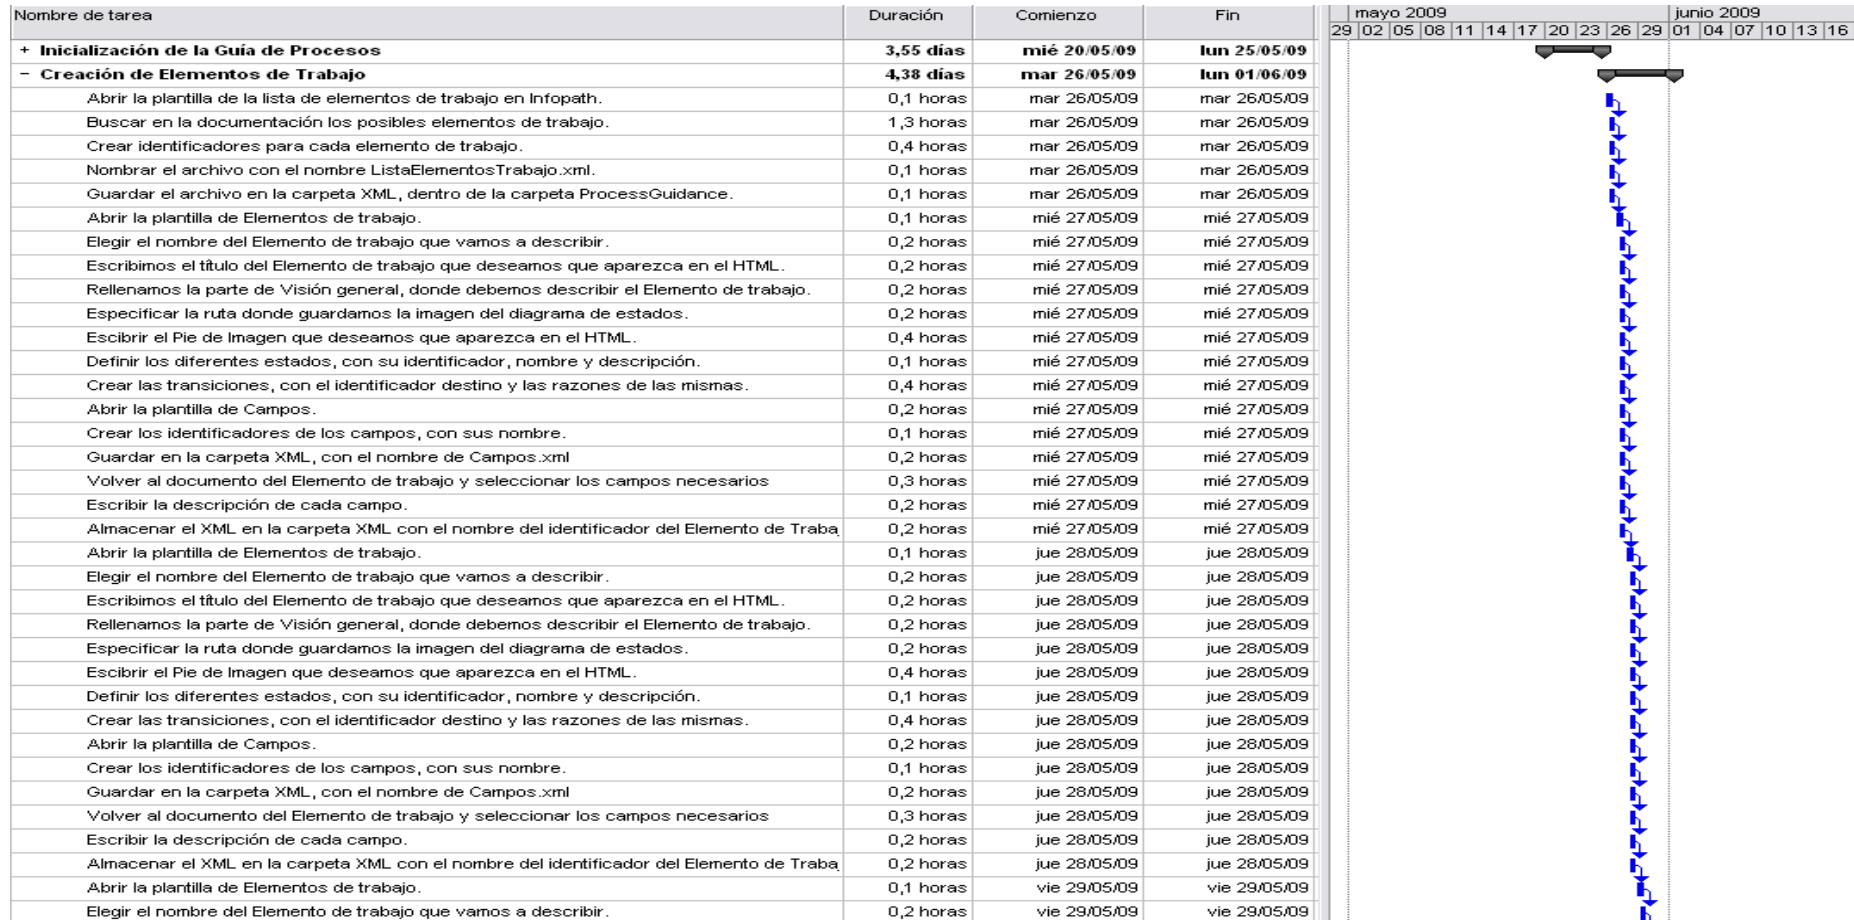 Nombre de tarea Duración Comienzo Fin mayo 2009 junio 2009
29 02 05 08 11 14 17 20 23 26 29 01 04 07 10 13 16
+ Inicialización de la Guía de Procesos 3,55 días mié 20/05/09 lun 25/05/09
− Creación de Elementos de Trabajo 4,38 días mar 26/05/09 lun 01/06/09
Abrir la plantilla de la lista de elementos de trabajo en Infopath. 0,1 horas mar 26/05/09 mar 26/05/09
Buscar en la documentación los posibles elementos de trabajo. 1,3 horas mar 26/05/09 mar 26/05/09
Crear identificadores para cada elemento de trabajo. 0,4 horas mar 26/05/09 mar 26/05/09
Nombrar el archivo con el nombre ListaElementosTrabajo.xml. 0,1 horas mar 26/05/09 mar 26/05/09
Guardar el archivo en la carpeta XML, dentro de la carpeta ProcessGuidance. 0,1 horas mar 26/05/09 mar 26/05/09
Abrir la plantilla de Elementos de trabajo. 0,1 horas mié 27/05/09 mié 27/05/09
Elegir el nombre del Elemento de trabajo que vamos a describir. 0,2 horas mié 27/05/09 mié 27/05/09
Escribimos el título del Elemento de trabajo que deseamos que aparezca en el HTML. 0,2 horas mié 27/05/09 mié 27/05/09
Rellenamos la parte de Visión general, donde debemos describir el Elemento de trabajo. 0,2 horas mié 27/05/09 mié 27/05/09
Especificar la ruta donde guardamos la imagen del diagrama de estados. 0,2 horas mié 27/05/09 mié 27/05/09
Escibrir el Pie de Imagen que deseamos que aparezca en el HTML. 0,4 horas mié 27/05/09 mié 27/05/09
Definir los diferentes estados, con su identificador, nombre y descripción. 0,1 horas mié 27/05/09 mié 27/05/09
Crear las transiciones, con el identificador destino y las razones de las mismas. 0,4 horas mié 27/05/09 mié 27/05/09
Abrir la plantilla de Campos. 0,2 horas mié 27/05/09 mié 27/05/09
Crear los identificadores de los campos, con sus nombre. 0,1 horas mié 27/05/09 mié 27/05/09
Guardar en la carpeta XML, con el nombre de Campos.xml 0,2 horas mié 27/05/09 mié 27/05/09
Volver al documento del Elemento de trabajo y seleccionar los campos necesarios 0,3 horas mié 27/05/09 mié 27/05/09
Escribir la descripción de cada campo. 0,2 horas mié 27/05/09 mié 27/05/09
Almacenar el XML en la carpeta XML con el nombre del identificador del Elemento de Traba 0,2 horas mié 27/05/09 mié 27/05/09
Abrir la plantilla de Elementos de trabajo. 0,1 horas jue 28/05/09 jue 28/05/09
Elegir el nombre del Elemento de trabajo que vamos a describir. 0,2 horas jue 28/05/09 jue 28/05/09
Escribimos el título del Elemento de trabajo que deseamos que aparezca en el HTML. 0,2 horas jue 28/05/09 jue 28/05/09
Rellenamos la parte de Visión general, donde debemos describir el Elemento de trabajo. 0,2 horas jue 28/05/09 jue 28/05/09
Especificar la ruta donde guardamos la imagen del diagrama de estados. 0,2 horas jue 28/05/09 jue 28/05/09
Escibrir el Pie de Imagen que deseamos que aparezca en el HTML. 0,4 horas jue 28/05/09 jue 28/05/09
Definir los diferentes estados, con su identificador, nombre y descripción. 0,1 horas jue 28/05/09 jue 28/05/09
Crear las transiciones, con el identificador destino y las razones de las mismas. 0,4 horas jue 28/05/09 jue 28/05/09
Abrir la plantilla de Campos. 0,2 horas jue 28/05/09 jue 28/05/09
Crear los identificadores de los campos, con sus nombre. 0,1 horas jue 28/05/09 jue 28/05/09
Guardar en la carpeta XML, con el nombre de Campos.xml 0,2 horas jue 28/05/09 jue 28/05/09
Volver al documento del Elemento de trabajo y seleccionar los campos necesarios 0,3 horas jue 28/05/09 jue 28/05/09
Escribir la descripción de cada campo. 0,2 horas jue 28/05/09 jue 28/05/09
Almacenar el XML en la carpeta XML con el nombre del identificador del Elemento de Traba 0,2 horas jue 28/05/09 jue 28/05/09
Abrir la plantilla de Elementos de trabajo. 0,1 horas vie 29/05/09 vie 29/05/09
Elegir el nombre del Elemento de trabajo que vamos a describir. 0,2 horas vie 29/05/09 vie 29/05/09